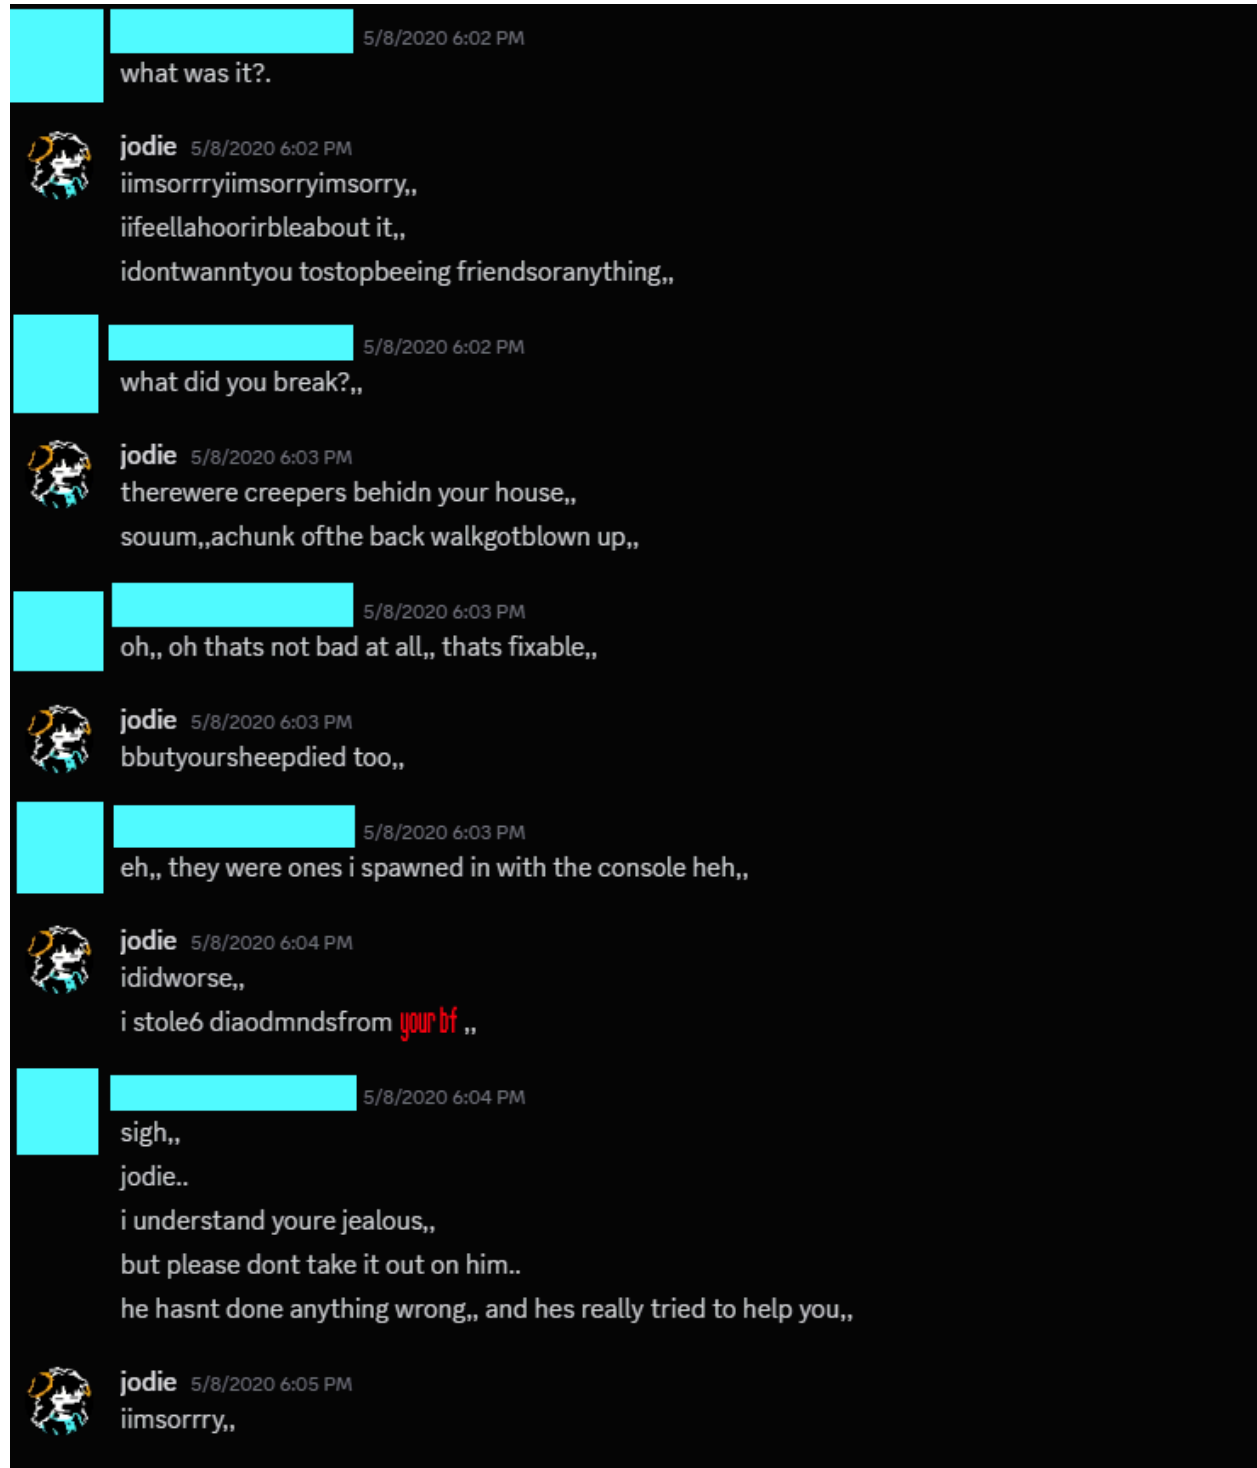 5/8/2020 6:02 PM
what was it?.
jodie 5/8/2020 6:02 PM
iimsorrryiimsorryimsorry,,
iifeellahoorirbleabout it,,
idontwanntyou tostopbeeing friendsoranything,,
5/8/2020 6:02 PM
what did you break?,,
jodie 5/8/2020 6:03 PM
therewere creepers behidn your house,,
souum,,achunk ofthe back walkgotblown up,,
5/8/2020 6:03 PM
oh,, oh thats not bad at all,, thats fixable,,
jodie 5/8/2020 6:03 PM
bbutyoursheepdied too,,
5/8/2020 6:03 PM
eh,, they were ones i spawned in with the console heh,,
jodie 5/8/2020 6:04 PM
ididworse,,
i stole6 diaodmndsfrom your bf ,,
5/8/2020 6:04 PM
sigh,,
jodie..
i understand youre jealous,,
but please dont take it out on him..
he hasnt done anything wrong,, and hes really tried to help you,,
jodie 5/8/2020 6:05 PM
iimsorrry,,